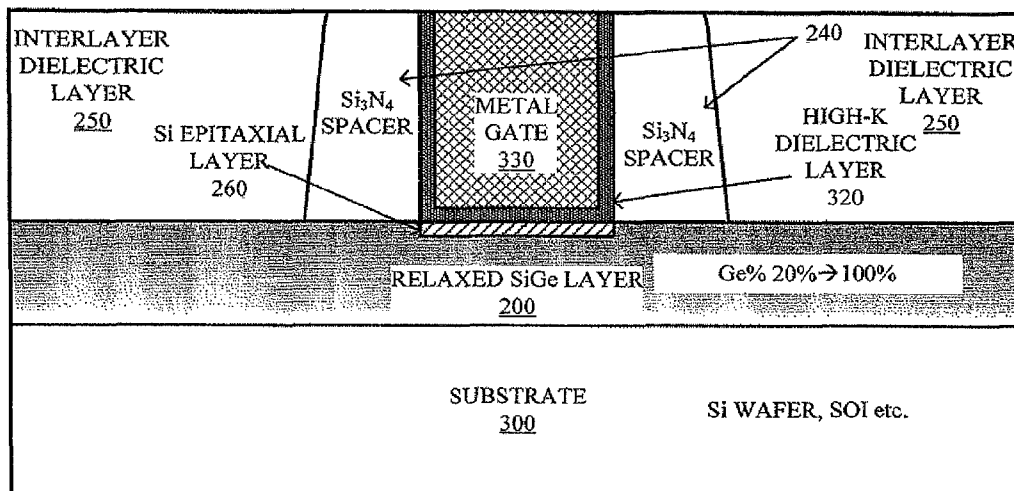 INTERLAYER
DIELECTRIC
LAYER
250
Si EPITAXIAL
LAYER
260
Si3N4
SPACER
METAL
GATE
330
Si3N4
SPACER
240
INTERLAYER
DIELECTRIC
LAYER
250
HIGH-K
DIELECTRIC
LAYER
320
RELAXED SiGe LAYER
200
Ge% 20%→100%
SUBSTRATE
300
Si WAFER, SOI etc.